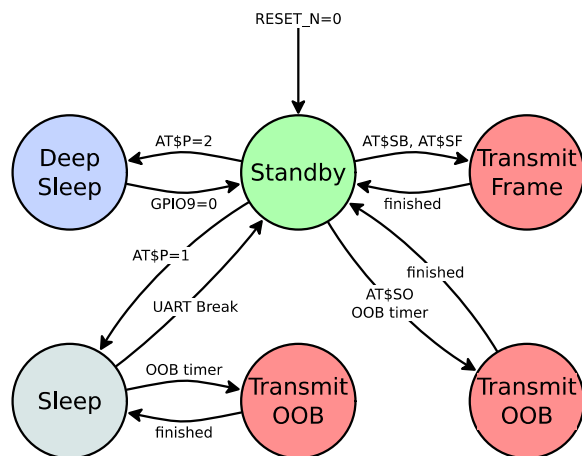 RESET_N=0
AT$P=2
AT$SB, AT$SF
Deep
Sleep
Standby
Transmit
Frame
GPIO9=0
finished
AT$P=1
finished
UART Break
AT$SO
OOB timer
OOB timer
Sleep
Transmit
OOB
Transmit
OOB
finished